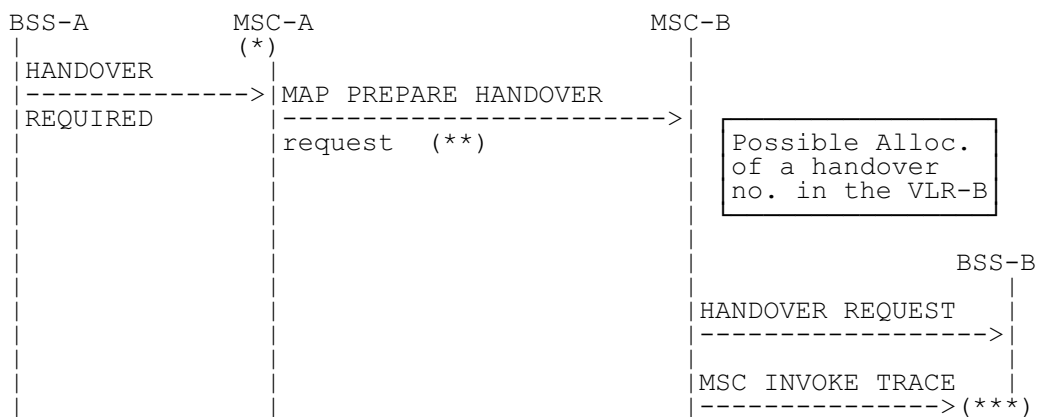 BSS-A MSC-A MSC-B
(*)
HANDOVER
MAP PREPARE HANDOVER
REQUIRED
request (**)
Possible Alloc.
of a handover
no. in the VLR-B
BSS-B
HANDOVER REQUEST
MSC INVOKE TRACE
(***)